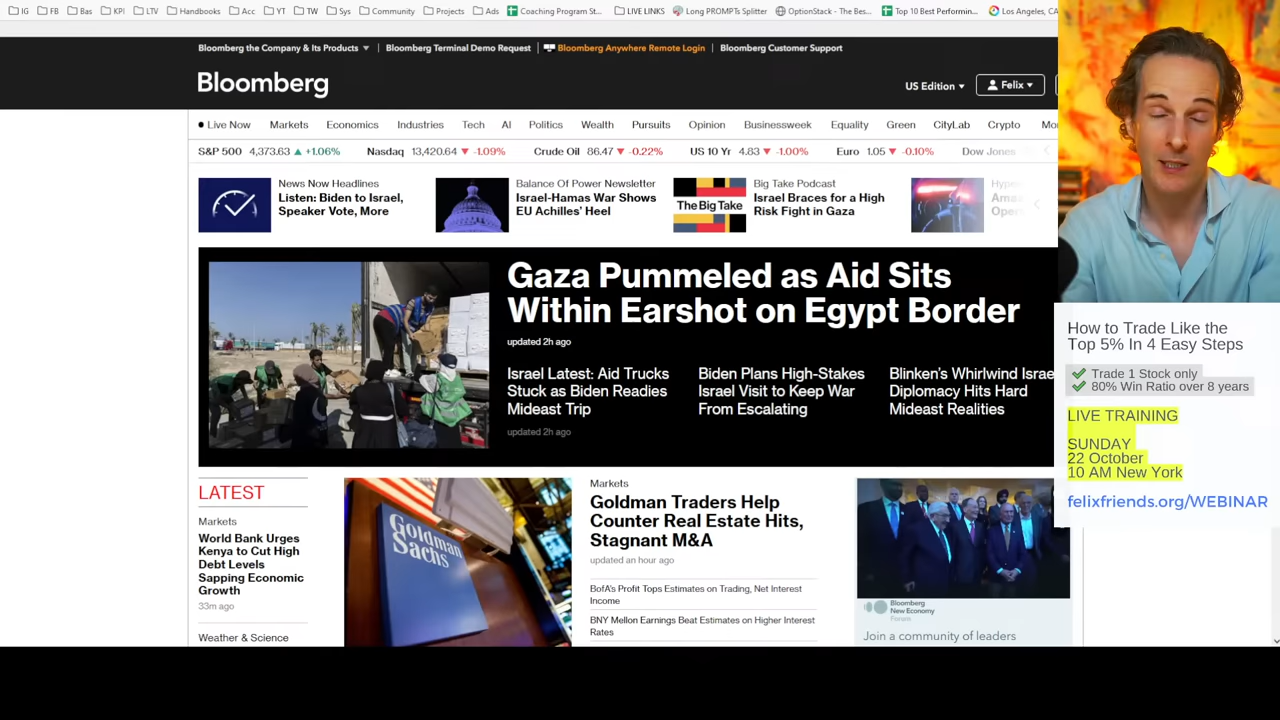 IG
FB
Bas
KPI
LTV
Handbooks
Acc
YT
TW
Sys
Community
Projects
Ads
Coaching Program St...
LIVE LINKS
Long PROMPTs Splitter
OptionStack - The Bes...
Top 10 Best Performin...
Los Angeles, CA
Bloomberg the Company & Its Products
Bloomberg Terminal Demo Request
Bloomberg Anywhere Remote Login
Bloomberg Customer Support
Bloomberg
US Edition
Felix
Live Now
Markets
Economics
Industries
Tech
AI
Politics
Wealth
Pursuits
Opinion
Businessweek
Equality
Green
CityLab
Crypto
Mo
S&P 500 4,373.63 ▲ +1.06%
Nasdaq 13,420.64 ▼ -1.09%
Crude Oil 86.47 ▼ -0.22%
US 10 Yr 4.83 ▼ -1.00%
Euro 1.05 ▼ -0.10%
Dow Jones
News Now Headlines
Listen: Biden to Israel,
Speaker Vote, More
Balance Of Power Newsletter
Israel-Hamas War Shows
EU Achilles' Heel
The Big Take
Big Take Podcast
Israel Braces for a High
Risk Fight in Gaza
Hyper
Amaz
Oper
Gaza Pummeled as Aid Sits
Within Earshot on Egypt Border
updated 2h ago
Israel Latest: Aid Trucks
Stuck as Biden Readies
Mideast Trip
updated 2h ago
Biden Plans High-Stakes
Israel Visit to Keep War
From Escalating
Blinken's Whirlwind Israe
Diplomacy Hits Hard
Mideast Realities
LATEST
Markets
World Bank Urges
Kenya to Cut High
Debt Levels
Sapping Economic
Growth
33m ago
Weather & Science
Goldman
Sachs
Markets
Goldman Traders Help
Counter Real Estate Hits,
Stagnant M&A
updated an hour ago
BofA's Profit Tops Estimates on Trading, Net Interest
Income
BNY Mellon Earnings Beat Estimates on Higher Interest
Rates
Bloomberg
New Economy
Forum
Join a community of leaders
How to Trade Like the
Top 5% In 4 Easy Steps
Trade 1 Stock only
80% Win Ratio over 8 years
LIVE TRAINING
SUNDAY
22 October
10 AM New York
felixfriends.org/WEBINAR